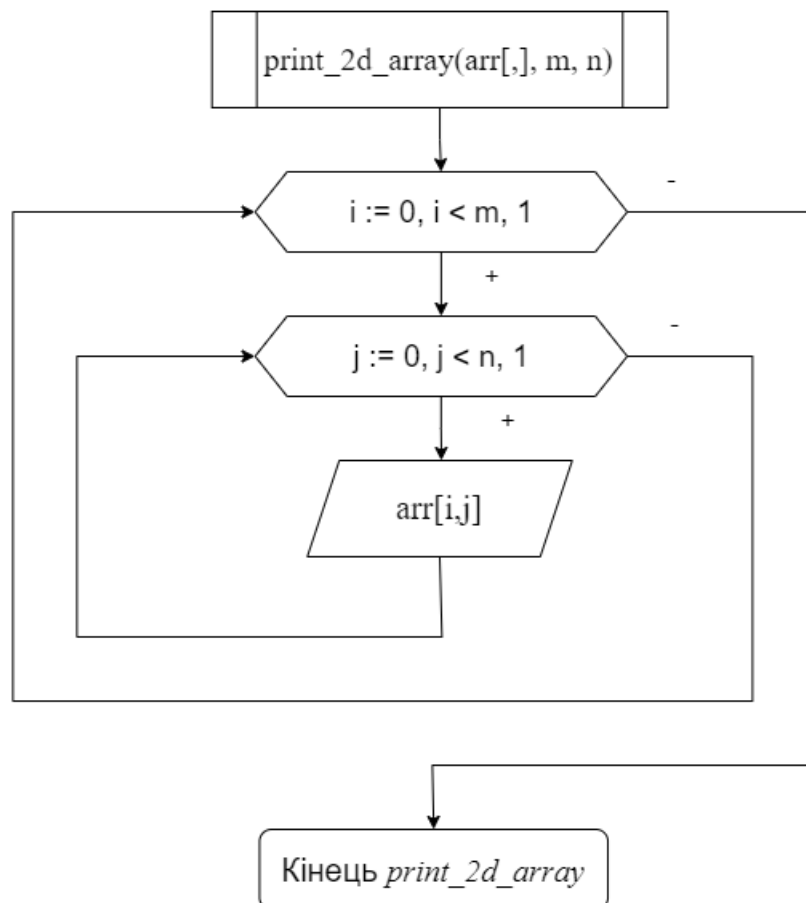 print_2d_array(arr[,], m, n)
-
i := 0, i < m, 1
+
-
j := 0, j < n, 1
+
arr[i,j]
Кінець print_2d_array